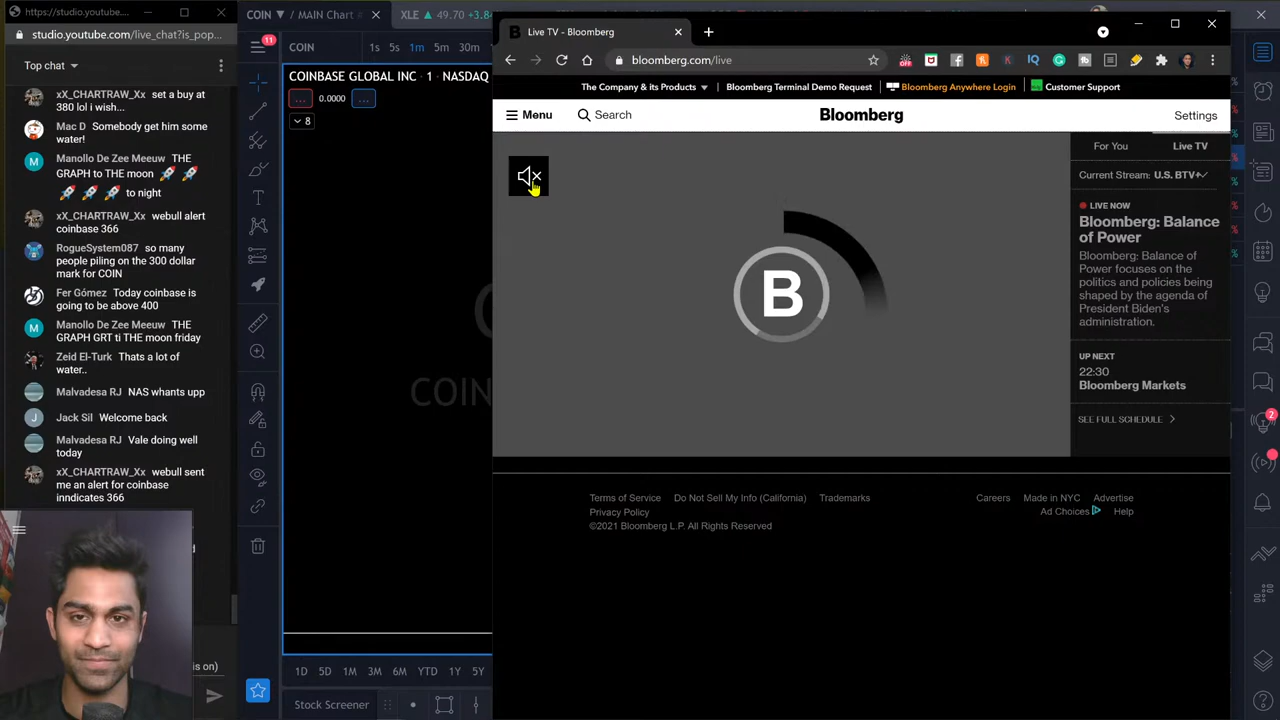 https://studio.youtube....
studio.youtube.com/live_chat?is_pop...
Top chat
xX_CHARTRAW_Xx set a buy at
380 lol i wish...
Mac D Somebody get him some
water!
Manollo De Zee Meeuw THE
GRAPH to THE moon 🚀 🚀
🚀 🚀 🚀 to night
xX_CHARTRAW_Xx webull alert
coinbase 366
RogueSystem087 so many
people piling on the 300 dollar
mark for COIN
Fer Gómez Today coinbase is
going to be above 400
Manollo De Zee Meeuw THE
GRAPH GRT ti THE moon friday
Zeid El-Turk Thats a lot of
water..
Malvadesa RJ NAS whants upp
Jack Sil Welcome back
Malvadesa RJ Vale doing well
today
xX_CHARTRAW_Xx webull sent
me an alert for coinbase
inndicates 366
is on)
COIN ▼ / MAIN Chart
XLE ▲ 49.70 +3.8
11
COIN
1s 5s 1m 5m 30m
COINBASE GLOBAL INC · 1 · NASDAQ
... 0.0000 ...
8
COIN
1D 5D 1M 3M 6M YTD 1Y 5Y
Stock Screener
Live TV - Bloomberg
bloomberg.com/live
The Company & its Products
Bloomberg Terminal Demo Request
Bloomberg Anywhere Login
Customer Support
Menu
Search
Bloomberg
Settings
B
For You
Live TV
Current Stream: U.S. BTV+
LIVE NOW
Bloomberg: Balance
of Power
Bloomberg: Balance of
Power focuses on the
politics and policies being
shaped by the agenda of
President Biden's
administration.
UP NEXT
22:30
Bloomberg Markets
SEE FULL SCHEDULE
Terms of Service Do Not Sell My Info (California) Trademarks
Privacy Policy
©2021 Bloomberg L.P. All Rights Reserved
Careers Made in NYC Advertise
Ad Choices Help
2